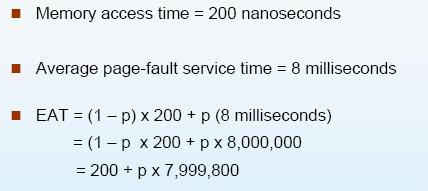 ■ Memory access time = 200 nanoseconds
■ Average page-fault service time = 8 milliseconds
■ EAT = (1 – p) x 200 + p (8 milliseconds)
= (1 – p x 200 + p x 8,000,000
= 200 + p x 7,999,800